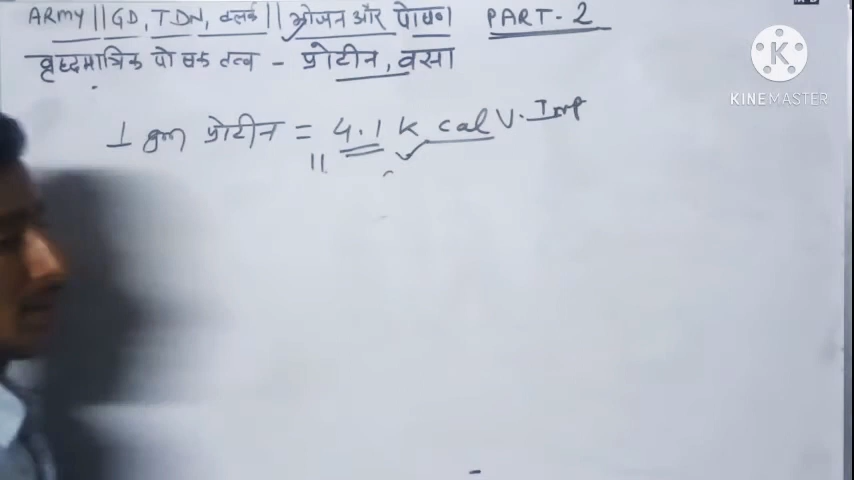 ARMY || GD, TDN, क्लर्क || भोजन और पोषण PART-2
वृहदमात्रिक पोषक तत्व - प्रोटीन, वसा
1 gm प्रोटीन = 4.1 K cal V. Imp
KINEMASTER